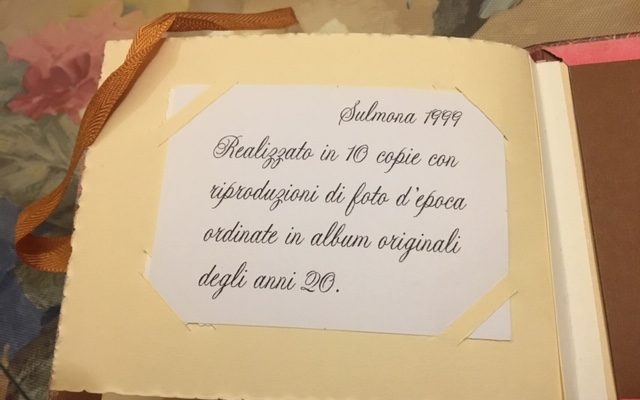 Sulmona 1999
Realizzato in 10 copie con
riproduzioni di foto d'epoca
ordinate in album originali
degli anni 20.